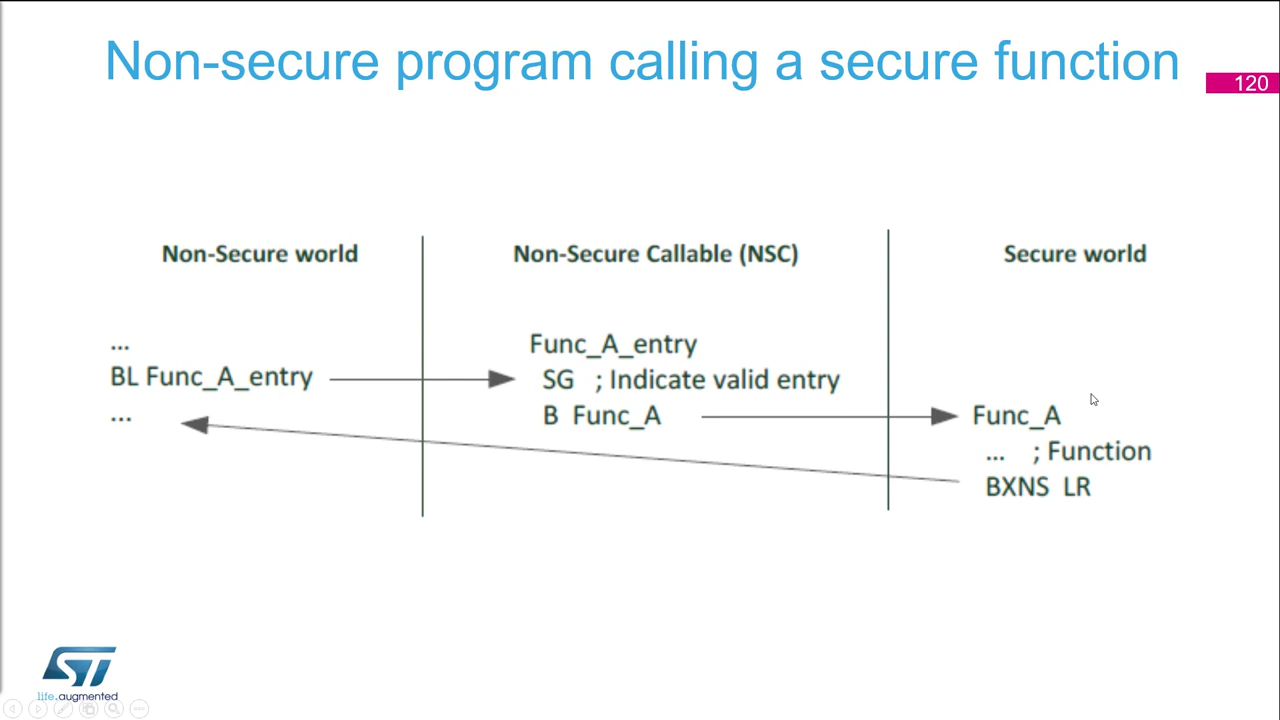 Non-secure program calling a secure function
120
Non-Secure world
Non-Secure Callable (NSC)
Secure world
...
BL Func_A_entry
...
Func_A_entry
SG ; Indicate valid entry
B Func_A
Func_A
... ; Function
BXNS LR
ST
life.augmented